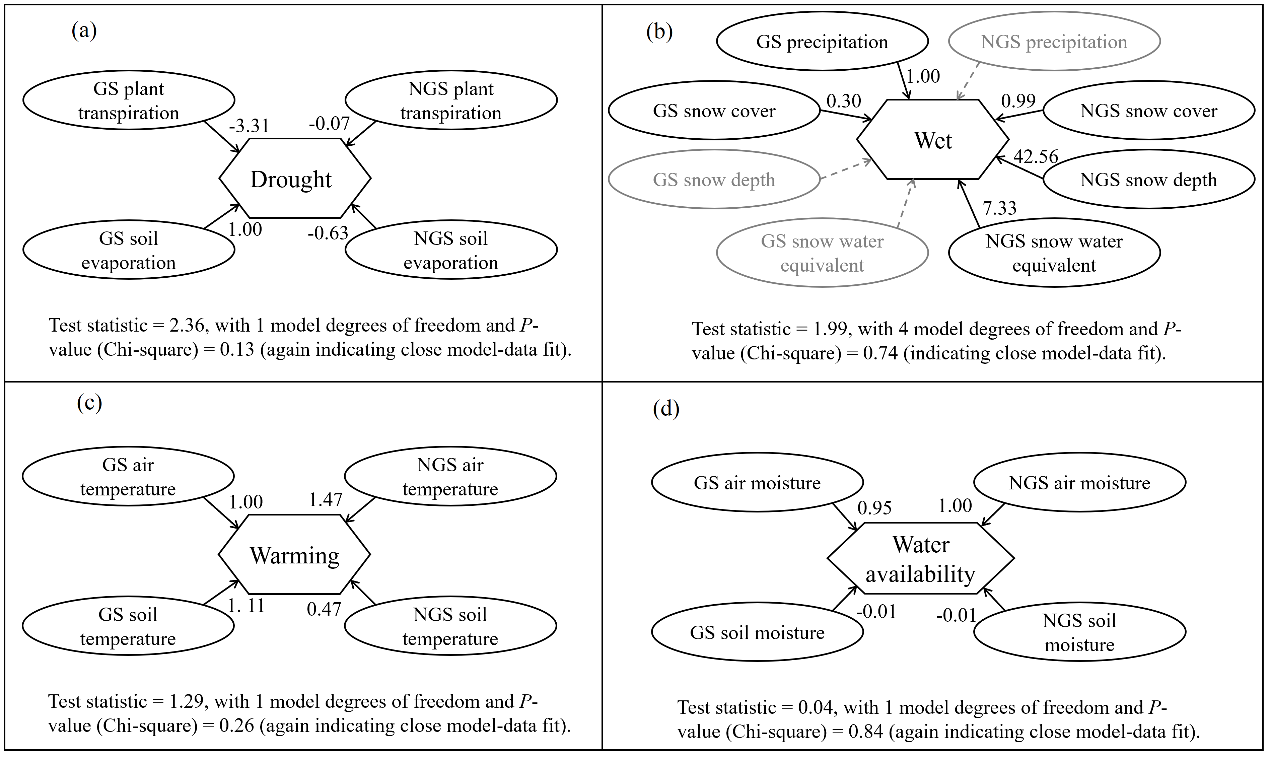 (a)
GS plant
transpiration
NGS plant
transpiration
-3.31
-0.07
Drought
1.00
-0.63
GS soil
evaporation
NGS soil
evaporation
Test statistic = 2.36, with 1 model degrees of freedom and P-
value (Chi-square) = 0.13 (again indicating close model-data fit).
(b)
GS precipitation
NGS precipitation
1.00
GS snow cover
0.30
0.99
NGS snow cover
Wet
GS snow depth
42.56
NGS snow depth
7.33
GS snow water
equivalent
NGS snow water
equivalent
Test statistic = 1.99, with 4 model degrees of freedom and P-
value (Chi-square) = 0.74 (indicating close model-data fit).
(c)
GS air
temperature
NGS air
temperature
1.00
1.47
Warming
1. 11
0.47
GS soil
temperature
NGS soil
temperature
Test statistic = 1.29, with 1 model degrees of freedom and P-
value (Chi-square) = 0.26 (again indicating close model-data fit).
(d)
GS air moisture
NGS air moisture
0.95
1.00
Water
availability
-0.01
-0.01
GS soil moisture
NGS soil
moisture
Test statistic = 0.04, with 1 model degrees of freedom and P-
value (Chi-square) = 0.84 (again indicating close model-data fit).